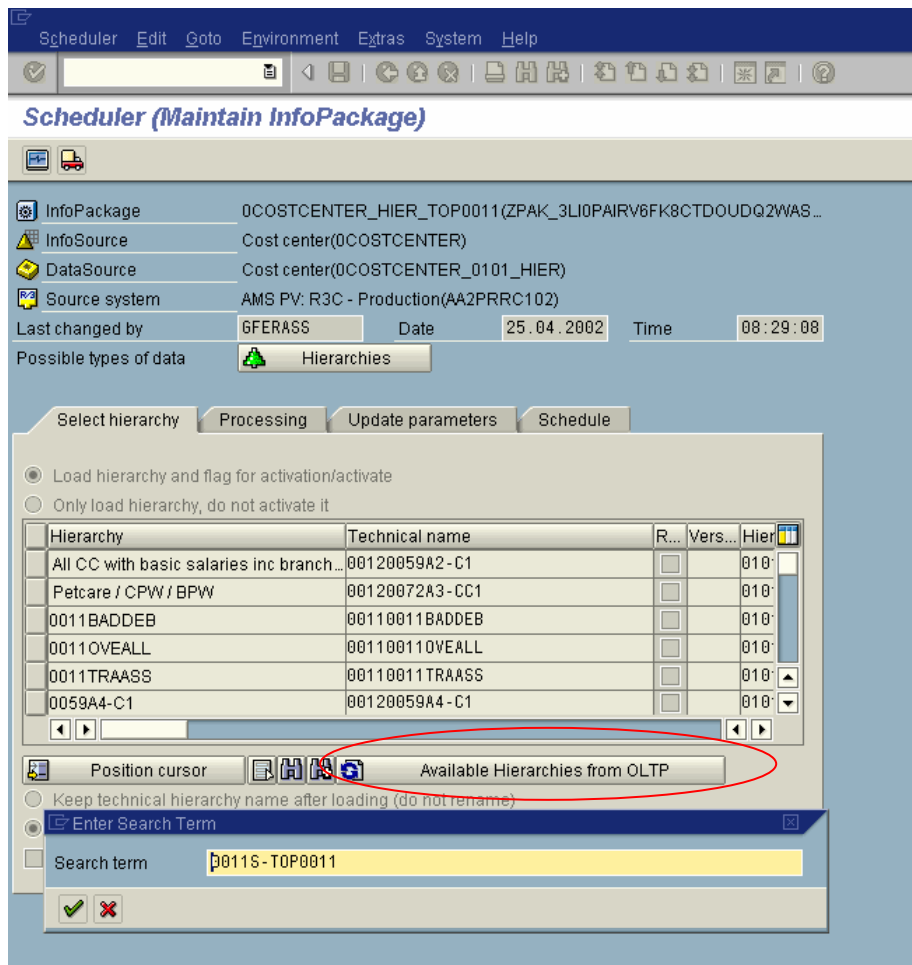 Scheduler Edit Goto Environment Extras System Help
Scheduler (Maintain InfoPackage)
InfoPackage 0COSTCENTER_HIER_TOP0011(ZPAK_3LI0PAIRV6FK8CTDOUDQ2WAS...
InfoSource Cost center(0COSTCENTER)
DataSource Cost center(0COSTCENTER_0101_HIER)
R/3 Source system AMS PV: R3C - Production(AA2PRRC102)
Last changed by GFERASS Date 25.04.2002 Time 08:29:08
Possible types of data Hierarchies
Select hierarchy Processing Update parameters Schedule
Load hierarchy and flag for activation/activate
Only load hierarchy, do not activate it
Hierarchy Technical name R... Vers... Hier
All CC with basic salaries inc branch... 00120059A2-C1 010
Petcare / CPW / BPW 00120072A3-CC1 010
0011BADDEB 00110011BADDEB 010
0011OVEALL 00110011OVEALL 010
0011TRAASS 00110011TRAASS 010
0059A4-C1 00120059A4-C1 010
Position cursor Available Hierarchies from OLTP
Keep technical hierarchy name after loading (do not rename)
Enter Search Term
Search term 0011S-TOP0011